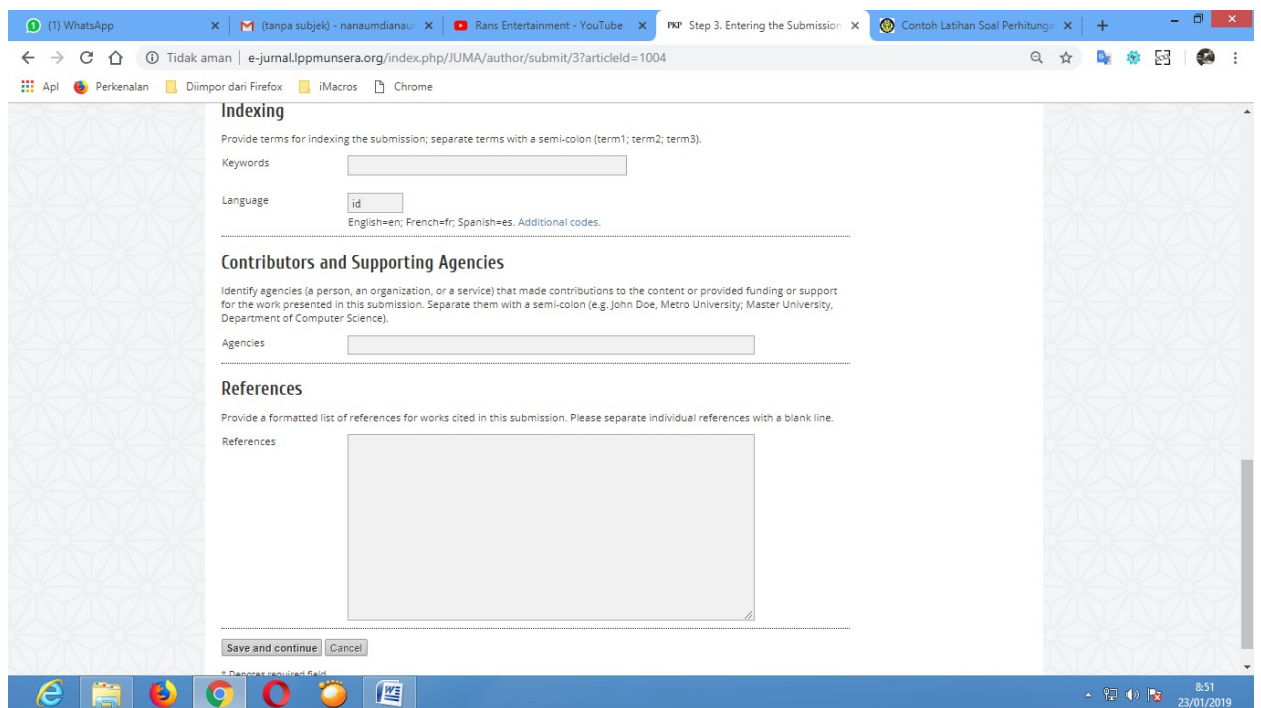 (1) WhatsApp
(tanpa subjek) - nanaumdianau
Rans Entertainment - YouTube
PKP Step 3. Entering the Submission
Contoh Latihan Soal Perhitunga
Tidak aman | e-jurnal.lppmunsera.org/index.php/JUMA/author/submit/3?articleId=1004
Apl Perkenalan Diimpor dari Firefox iMacros Chrome
Indexing
Provide terms for indexing the submission; separate terms with a semi-colon (term1; term2; term3).
Keywords
Language id
English=en; French=fr; Spanish=es. Additional codes.
Contributors and Supporting Agencies
Identify agencies (a person, an organization, or a service) that made contributions to the content or provided funding or support
for the work presented in this submission. Separate them with a semi-colon (e.g. John Doe, Metro University; Master University,
Department of Computer Science).
Agencies
References
Provide a formatted list of references for works cited in this submission. Please separate individual references with a blank line.
References
Save and continue Cancel
* Denotes required field
8:51
23/01/2019